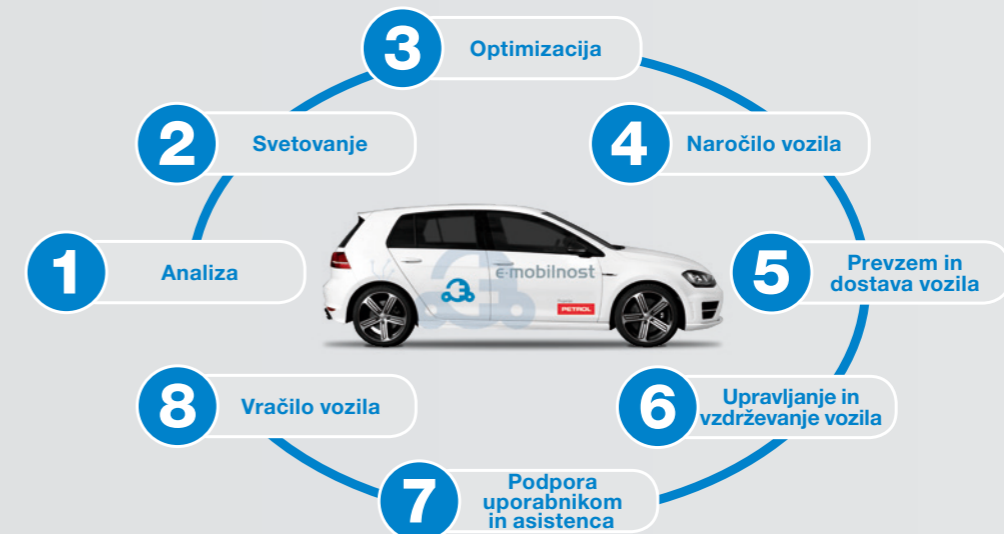 1
Analiza
2
Svetovanje
3
Optimizacija
4
Naročilo vozila
5
Prevzem in
dostava vozila
6
Upravljanje in
vzdrževanje vozila
7
Podpora
uporabnikom
in asistenca
8
Vračilo vozila
e-mobilnost
PETROL